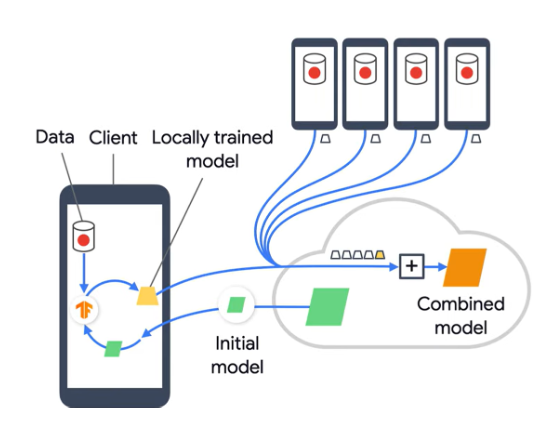 Data
Client
Locally trained
model
+
Combined
model
Initial
model